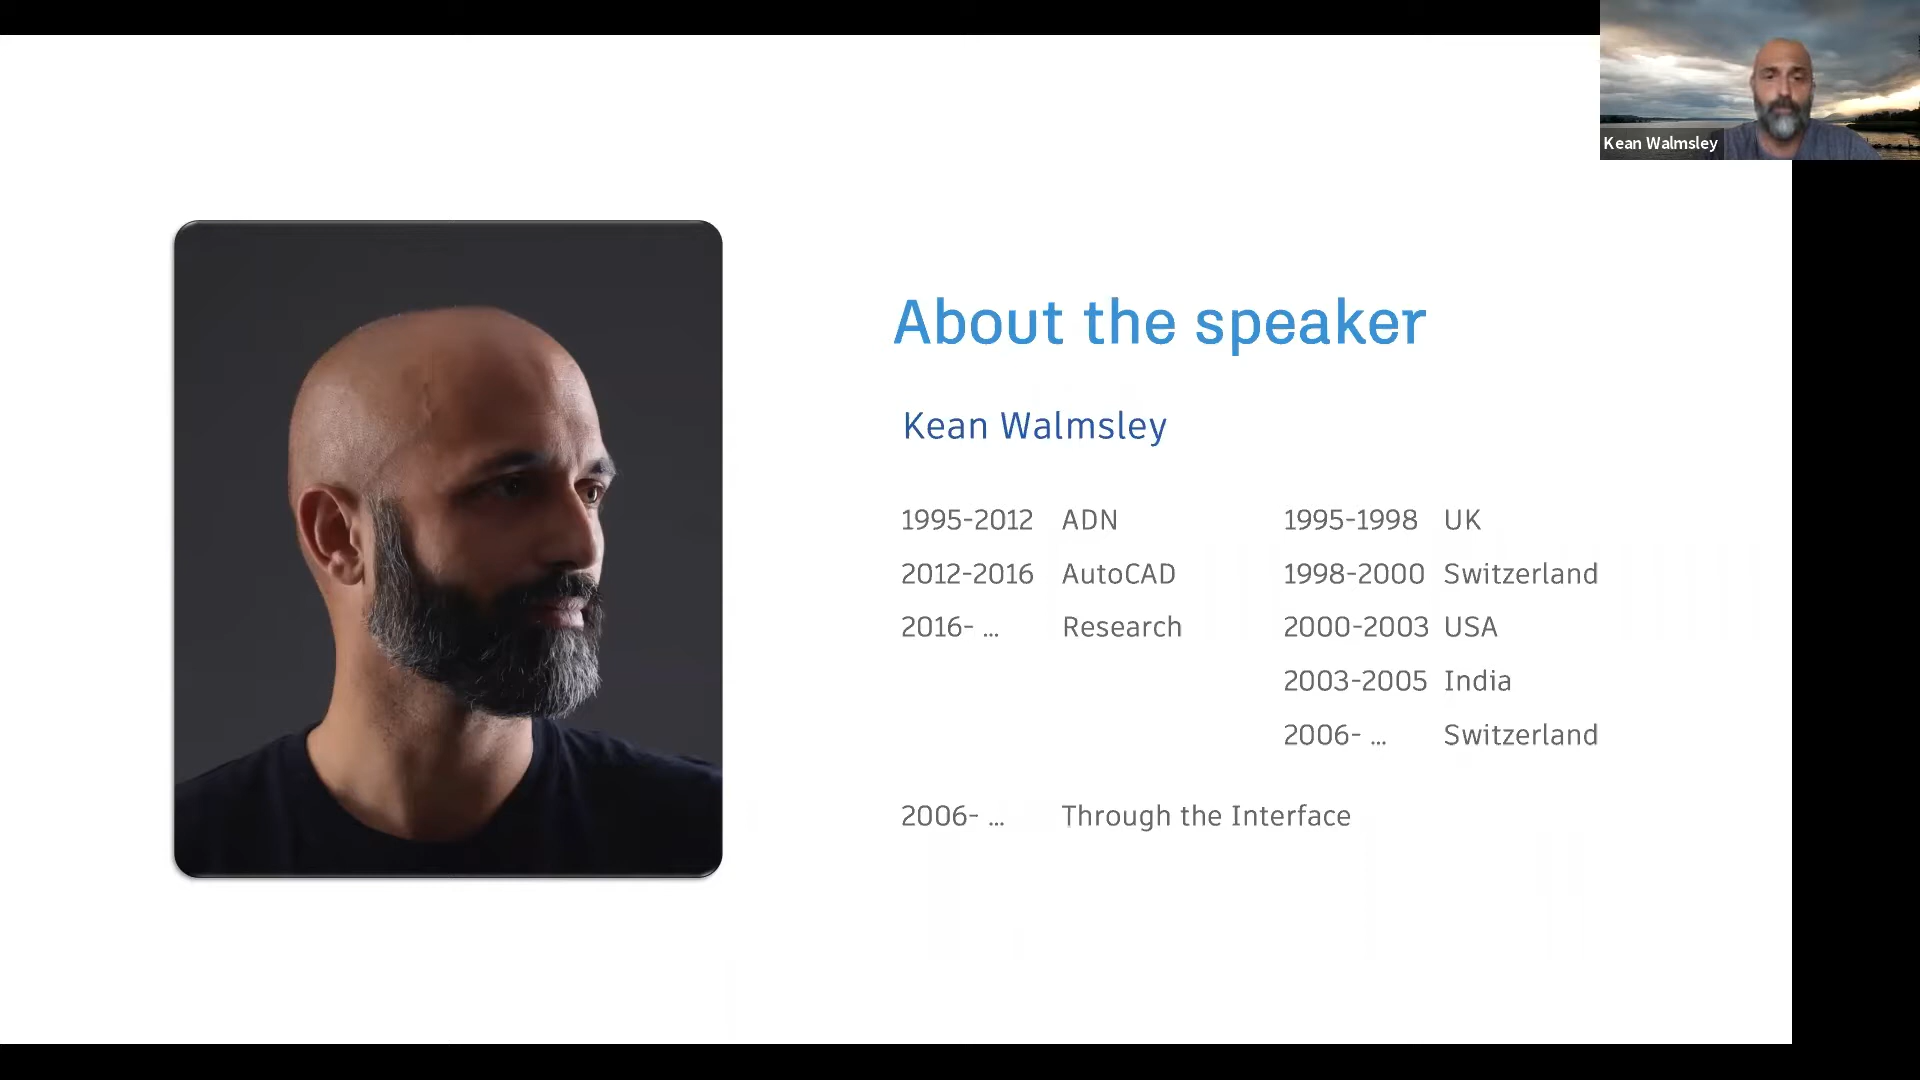 Kean Walmsley
About the speaker
Kean Walmsley
1995-2012 ADN
2012-2016 AutoCAD
2016- ... Research
1995-1998 UK
1998-2000 Switzerland
2000-2003 USA
2003-2005 India
2006- ... Switzerland
2006- ... Through the Interface